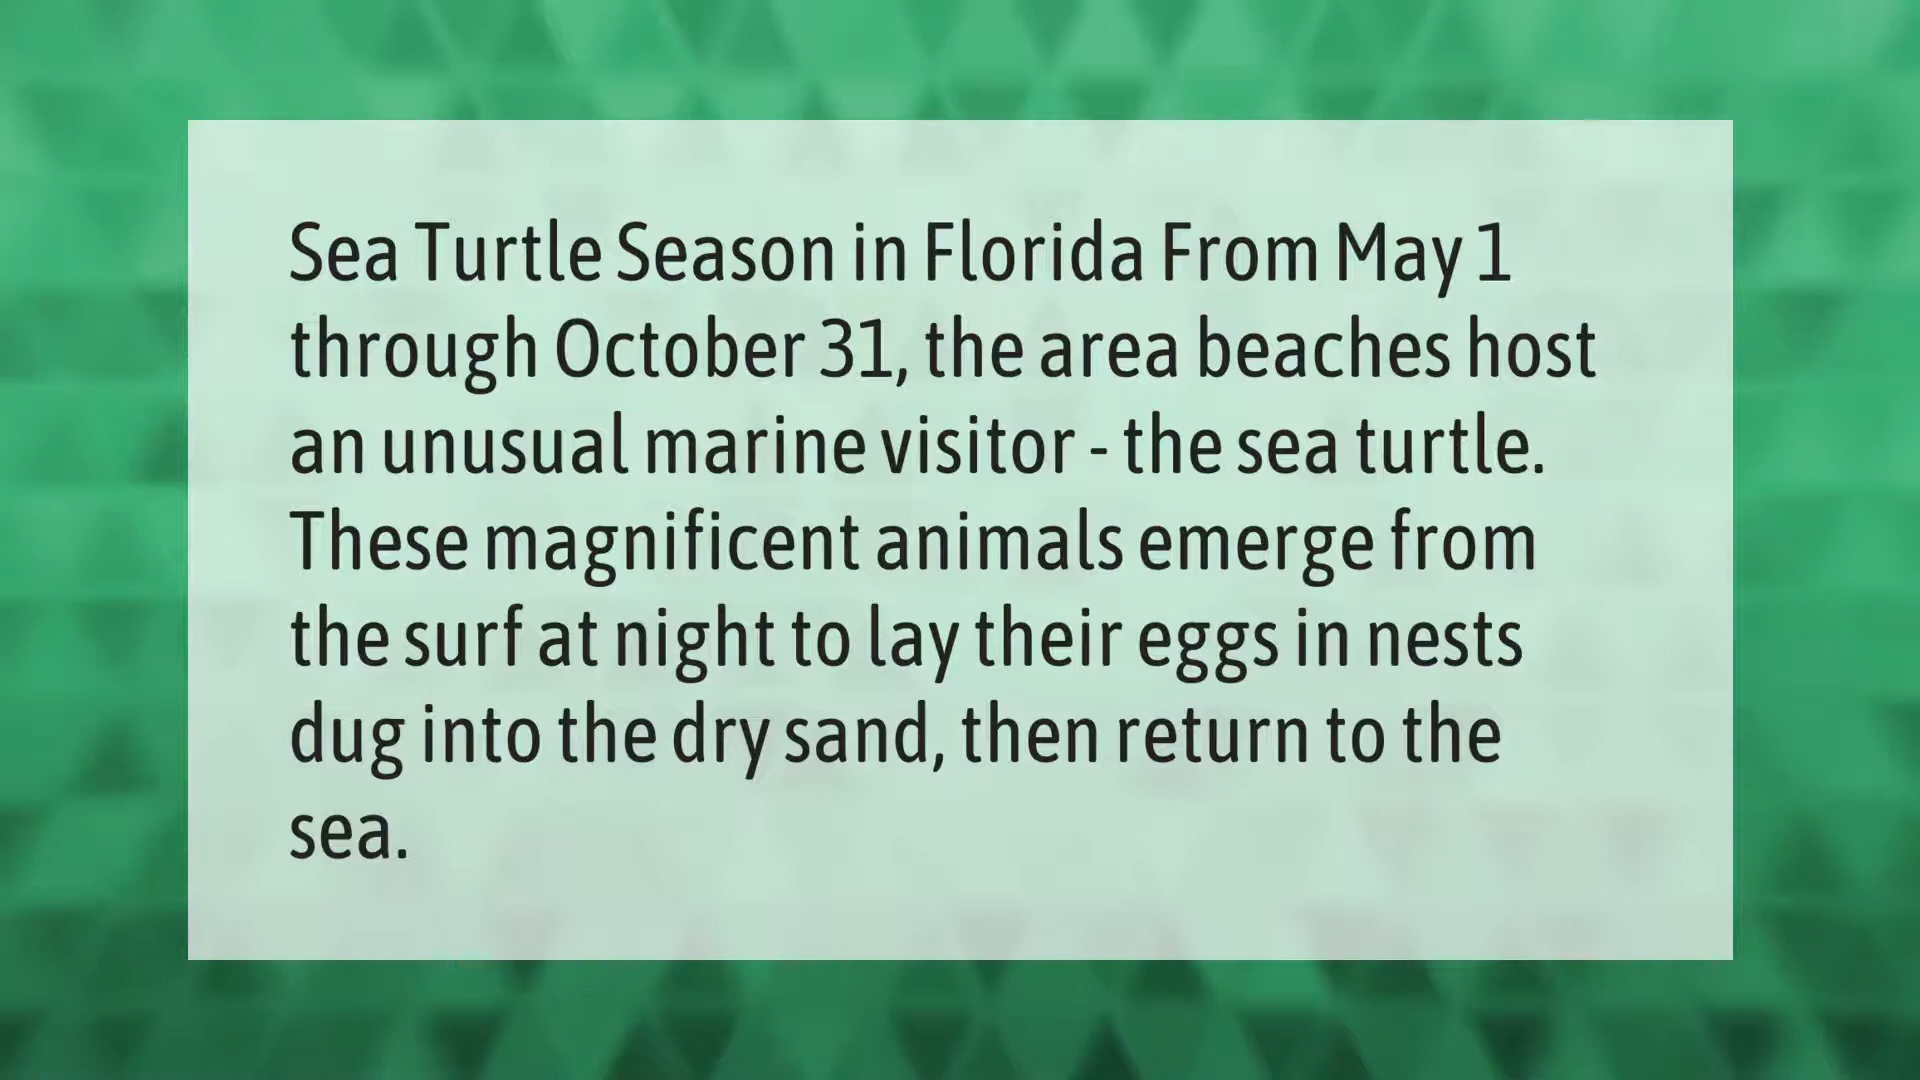 Sea Turtle Season in Florida From May 1
through October 31, the area beaches host
an unusual marine visitor - the sea turtle.
These magnificent animals emerge from
the surf at night to lay their eggs in nests
dug into the dry sand, then return to the
sea.